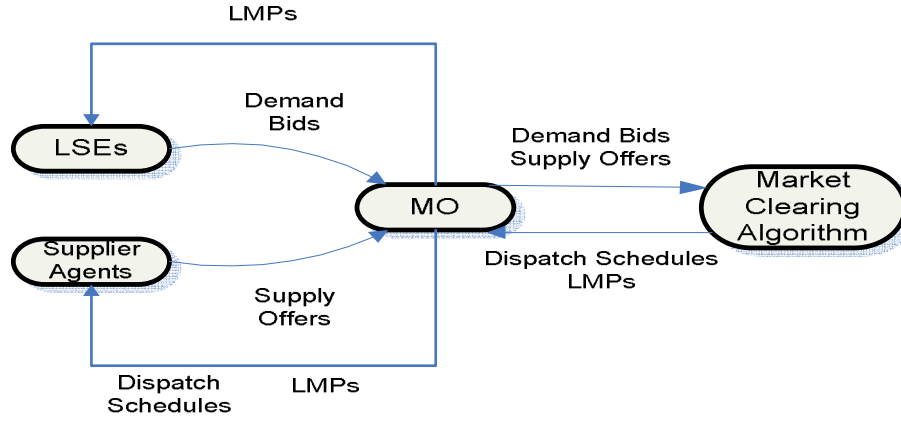 LMPs
Demand
Bids
LSEs
Demand Bids
Supply Offers
MO
Market
Clearing
Algorithm
Supplier
Agents
Dispatch Schedules
LMPs
Supply
Offers
Dispatch
Schedules
LMPs